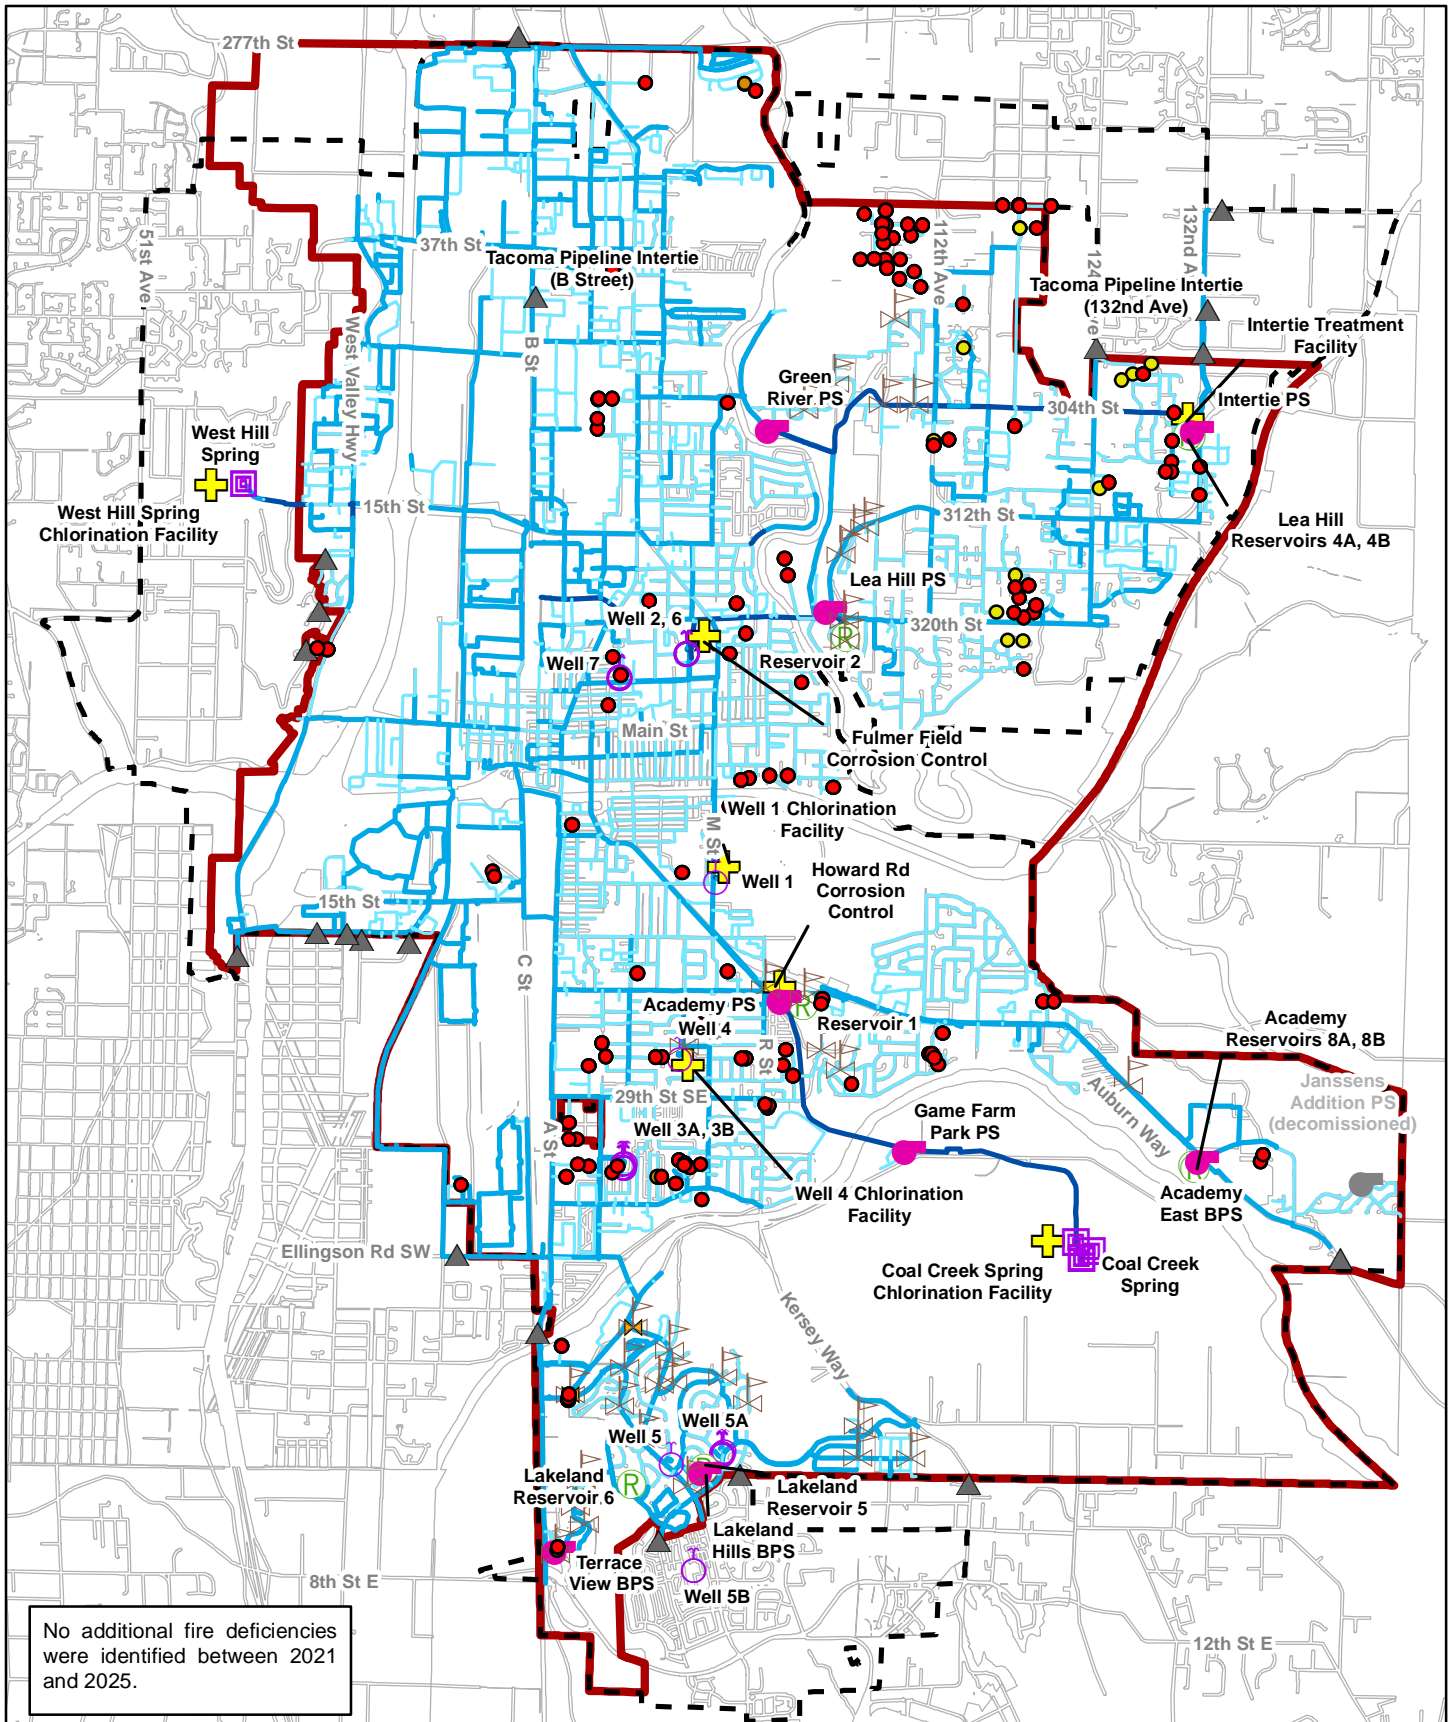 277th St
51st Ave
37th St
Tacoma Pipeline Intertie
(B Street)
West Valley Hwy
B St
112th Ave
132nd A
124
ve
Tacoma Pipeline Intertie
(132nd Ave)
Intertie Treatment
Facility
Intertie PS
304th St
Green
River PS
West Hill
Spring
West Hill Spring
Chlorination Facility
15th St
312th St
Lea Hill
Reservoirs 4A, 4B
Lea Hill PS
320th St
Well 2, 6
Reservoir 2
R
Well 7
Main St
Fulmer Field
Corrosion Control
Well 1 Chlorination
Facility
M St
Well 1
Howard Rd
Corrosion
Control
15th St
C St
Academy PS
R
Reservoir 1
Well 4
R St
Academy
Reservoirs 8A, 8B
29th St SE
Auburn Way
Janssens
Addition PS
(decomissioned)
A St
Well 3A, 3B
Game Farm
Park PS
Well 4 Chlorination
Facility
R
Academy
East BPS
Ellingson Rd SW
Coal Creek Spring
Chlorination Facility
Coal Creek
Spring
Kersey Way
Well 5A
Well 5
Lakeland
Reservoir 6
R
Lakeland
Reservoir 5
Lakeland
Hills BPS
Terrace
View BPS
8th St E
Well 5B
12th St E
No additional fire deficiencies
were identified between 2021
and 2025.